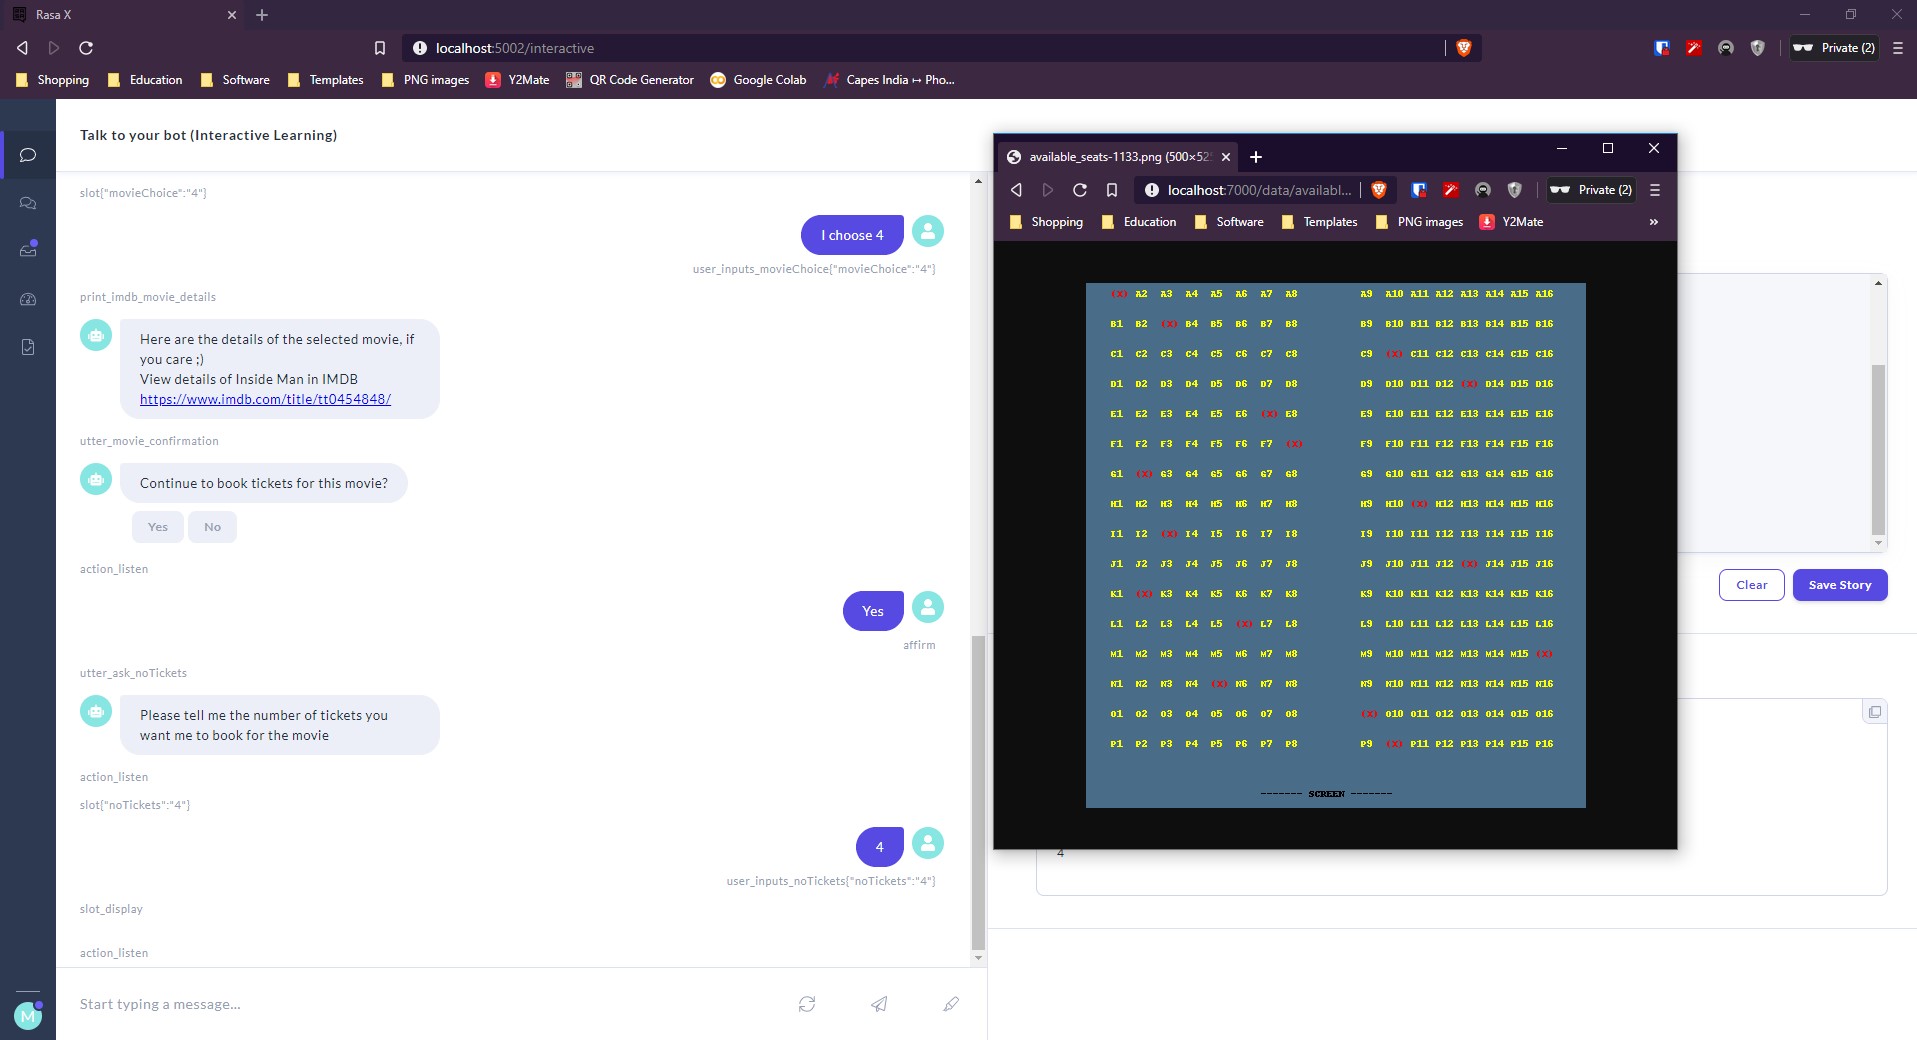 Rasa X
localhost:5002/interactive
Private (2)
Shopping Education Software Templates PNG images Y2Mate QR Code Generator Google Colab Capes India ↦ Pho...
Talk to your bot (Interactive Learning)
slot{"movieChoice":"4"}
I choose 4
user_inputs_movieChoice{"movieChoice":"4"}
print_imdb_movie_details
Here are the details of the selected movie, if
you care ;)
View details of Inside Man in IMDB
https://www.imdb.com/title/tt0454848/
utter_movie_confirmation
Continue to book tickets for this movie?
Yes No
action_listen
Yes
affirm
utter_ask_noTickets
Please tell me the number of tickets you
want me to book for the movie
action_listen
slot{"noTickets":"4"}
4
user_inputs_noTickets{"noTickets":"4"}
slot_display
action_listen
Start typing a message...
M
available_seats-1133.png (500×525
localhost:7000/data/availabl...
Private (2)
Shopping Education Software Templates PNG images Y2Mate »
(X) A2 A3 A4 A5 A6 A7 A8 A9 A10 A11 A12 A13 A14 A15 A16
B1 B2 (X) B4 B5 B6 B7 B8 B9 B10 B11 B12 B13 B14 B15 B16
C1 C2 C3 C4 C5 C6 C7 C8 C9 (X) C11 C12 C13 C14 C15 C16
D1 D2 D3 D4 D5 D6 D7 D8 D9 D10 D11 D12 (X) D14 D15 D16
E1 E2 E3 E4 E5 E6 (X) E8 E9 E10 E11 E12 E13 E14 E15 E16
F1 F2 F3 F4 F5 F6 F7 (X) F9 F10 F11 F12 F13 F14 F15 F16
G1 (X) G3 G4 G5 G6 G7 G8 G9 G10 G11 G12 G13 G14 G15 G16
H1 H2 H3 H4 H5 H6 H7 H8 H9 H10 (X) H12 H13 H14 H15 H16
I1 I2 (X) I4 I5 I6 I7 I8 I9 I10 I11 I12 I13 I14 I15 I16
J1 J2 J3 J4 J5 J6 J7 J8 J9 J10 J11 J12 (X) J14 J15 J16
K1 (X) K3 K4 K5 K6 K7 K8 K9 K10 K11 K12 K13 K14 K15 K16
L1 L2 L3 L4 L5 (X) L7 L8 L9 L10 L11 L12 L13 L14 L15 L16
M1 M2 M3 M4 M5 M6 M7 M8 M9 M10 M11 M12 M13 M14 M15 (X)
N1 N2 N3 N4 (X) N6 N7 N8 N9 N10 N11 N12 N13 N14 N15 N16
O1 O2 O3 O4 O5 O6 O7 O8 (X) O10 O11 O12 O13 O14 O15 O16
P1 P2 P3 P4 P5 P6 P7 P8 P9 (X) P11 P12 P13 P14 P15 P16
------- SCREEN -------
Clear Save Story
4